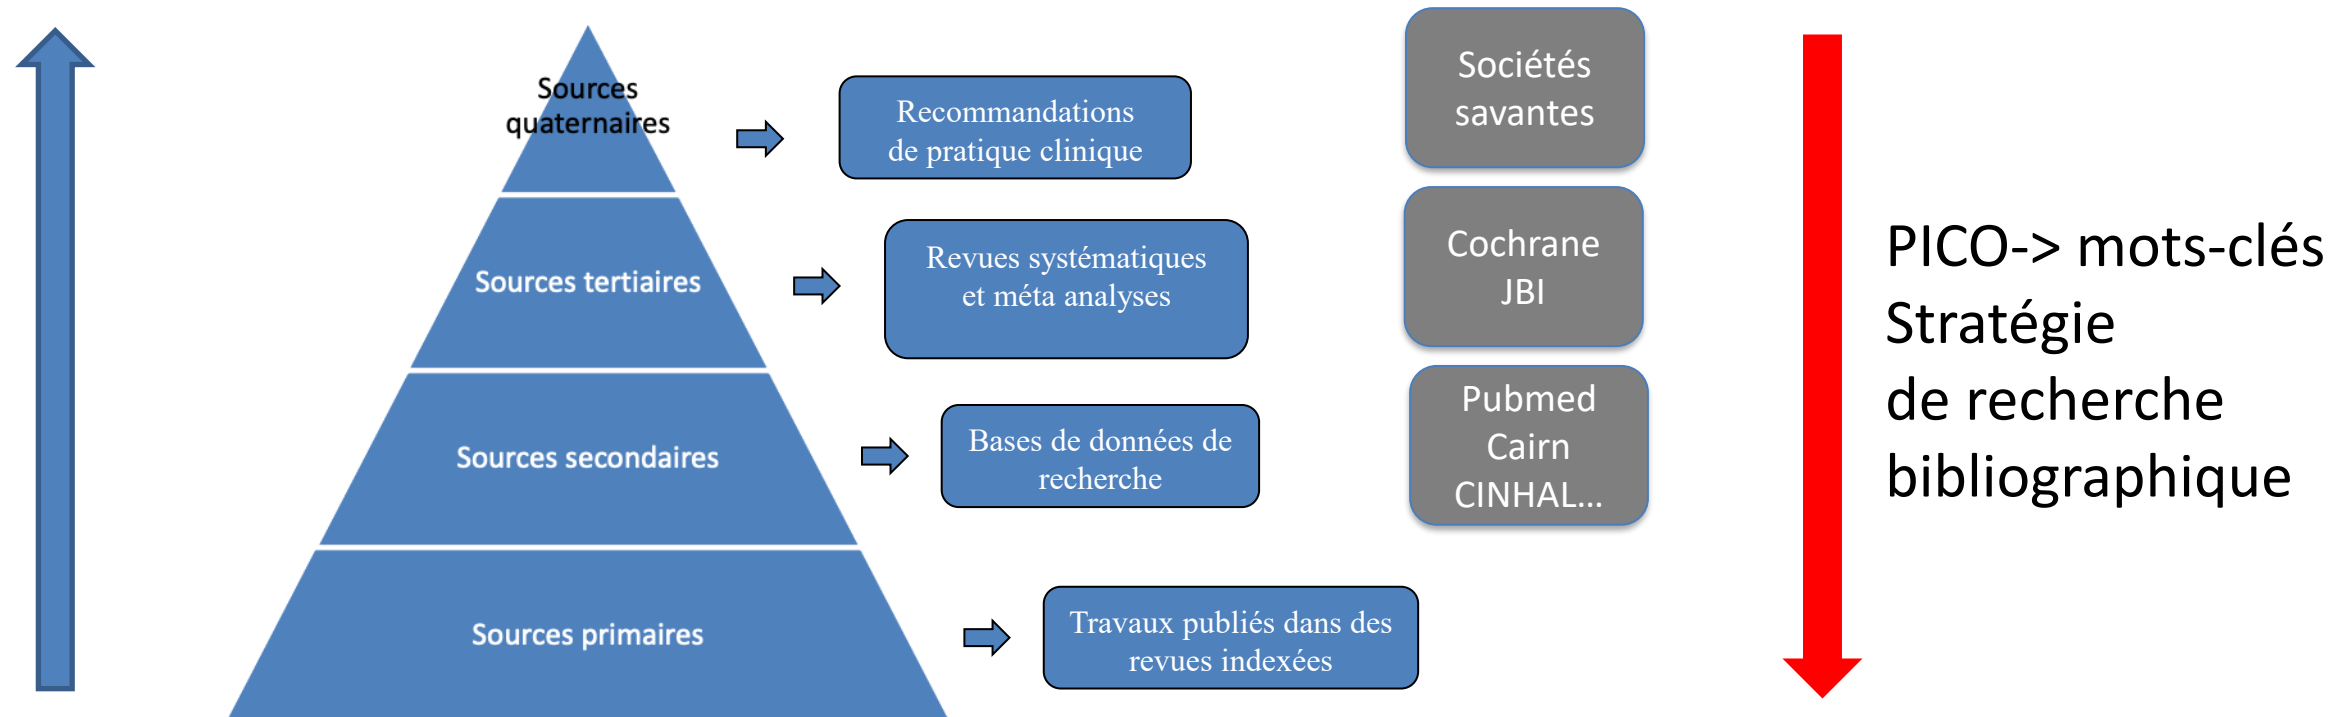 Sources
quaternaires
Recommandations
de pratique clinique
Sociétés
savantes
Sources tertiaires
Revues systématiques
et méta analyses
Cochrane
JBI
Sources secondaires
Bases de données de
recherche
Pubmed
Cairn
CINHAL...
Sources primaires
Travaux publiés dans des
revues indexées
PICO-> mots-clés
Stratégie
de recherche
bibliographique